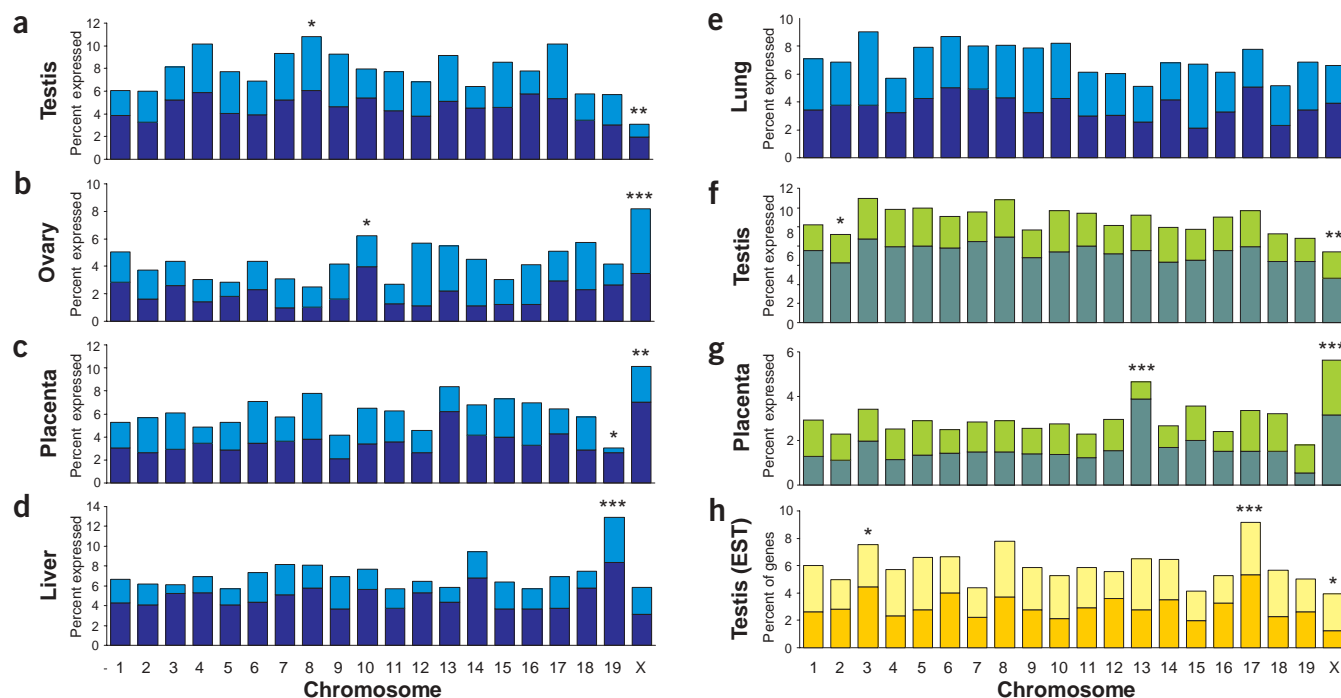 a
Testis
Percent expressed
12
10
8
6
4
2
0
*
**
b
Ovary
Percent expressed
10
8
6
4
2
0
*
***
c
Placenta
Percent expressed
12
10
8
6
4
2
0
*
**
d
Liver
Percent expressed
14
12
10
8
6
4
2
0
***
- 1 2 3 4 5 6 7 8 9 10 11 12 13 14 15 16 17 18 19 X
Chromosome
e
Lung
Percent expressed
10
8
6
4
2
0
f
Testis
Percent expressed
12
10
8
6
4
2
0
*
**
g
Placenta
Percent expressed
6
4
2
0
***
***
h
Testis (EST)
Percent of genes
10
8
6
4
2
0
*
***
*
1 2 3 4 5 6 7 8 9 10 11 12 13 14 15 16 17 18 19 X
Chromosome